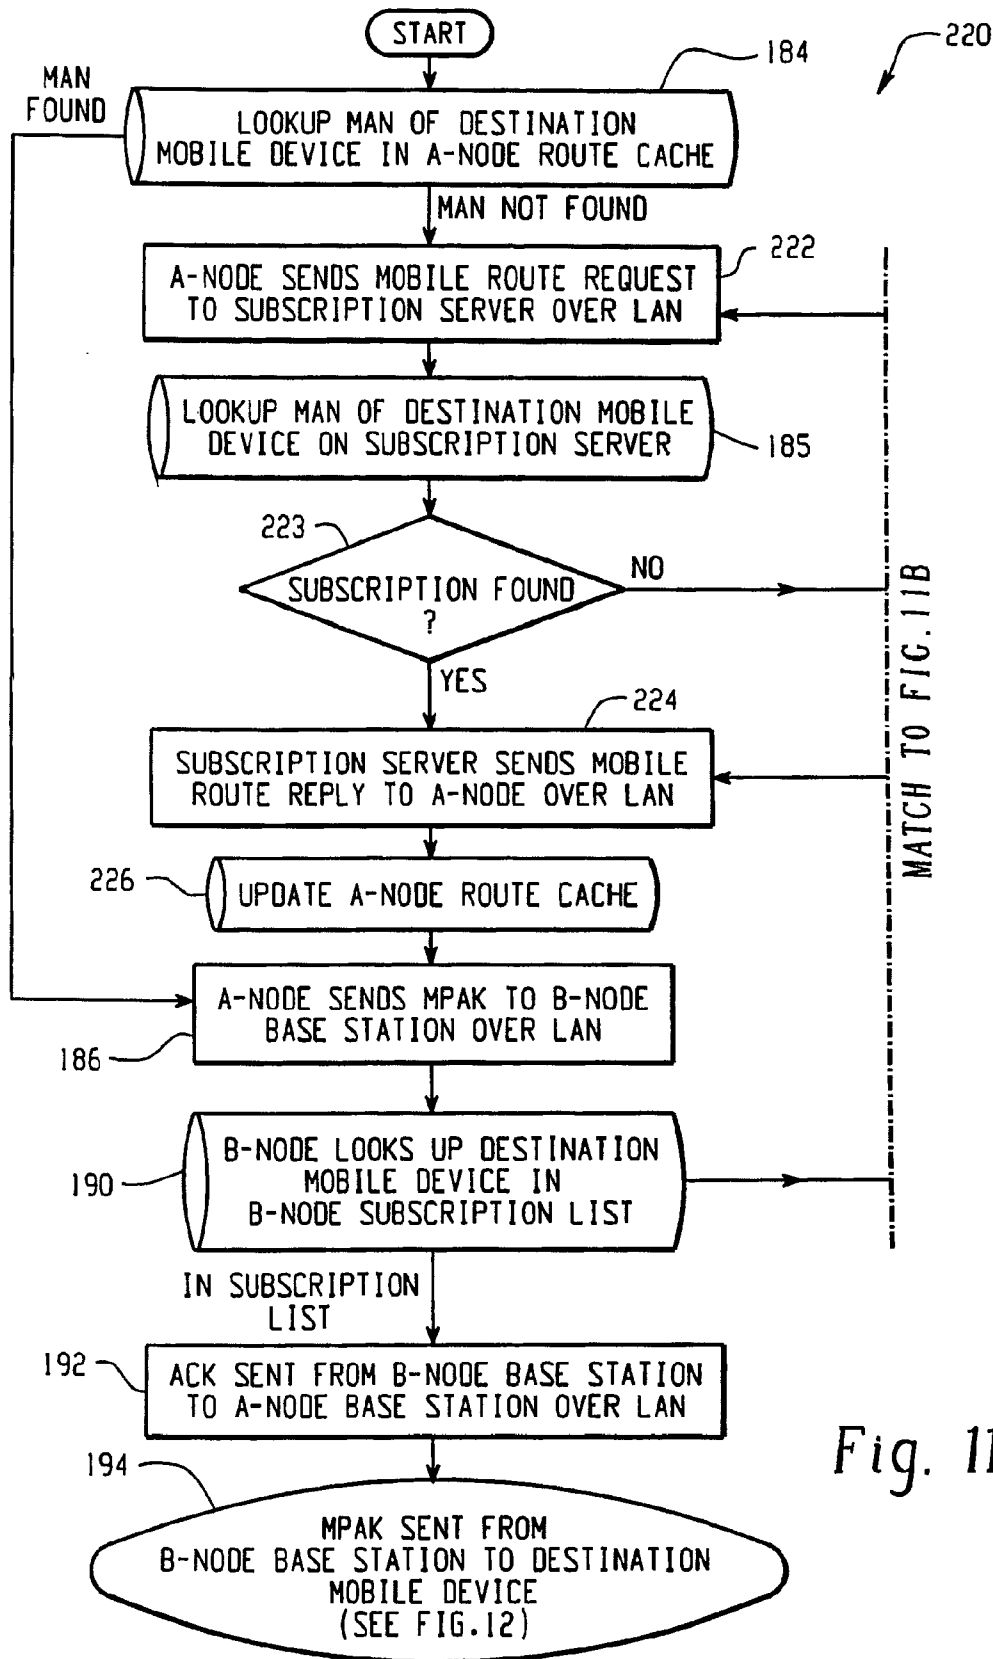 START
220
184
MAN
FOUND
LOOKUP MAN OF DESTINATION
MOBILE DEVICE IN A-NODE ROUTE CACHE
MAN NOT FOUND
222
A-NODE SENDS MOBILE ROUTE REQUEST
TO SUBSCRIPTION SERVER OVER LAN
LOOKUP MAN OF DESTINATION MOBILE
DEVICE ON SUBSCRIPTION SERVER
185
223
SUBSCRIPTION FOUND
?
NO
YES
MATCH TO FIG.11B
224
SUBSCRIPTION SERVER SENDS MOBILE
ROUTE REPLY TO A-NODE OVER LAN
226
UPDATE A-NODE ROUTE CACHE
A-NODE SENDS MPAK TO B-NODE
BASE STATION OVER LAN
186
B-NODE LOOKS UP DESTINATION
MOBILE DEVICE IN
B-NODE SUBSCRIPTION LIST
190
IN SUBSCRIPTION
LIST
192
ACK SENT FROM B-NODE BASE STATION
TO A-NODE BASE STATION OVER LAN
194
Fig. 11
MPAK SENT FROM
B-NODE BASE STATION TO DESTINATION
MOBILE DEVICE
(SEE FIG.12)